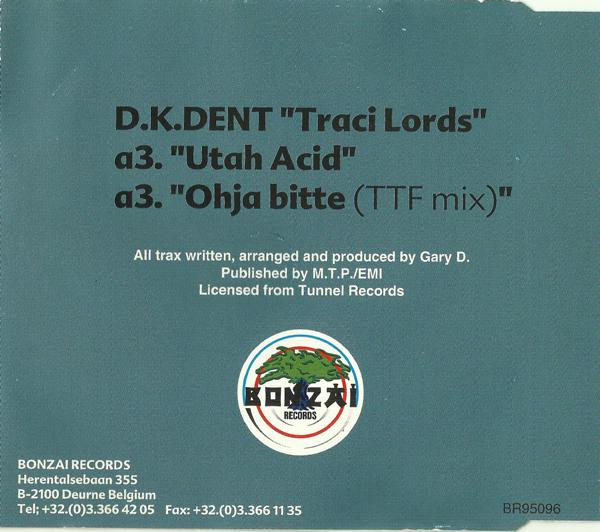 D.K.DENT "Traci Lords"
a3. "Utah Acid"
a3. "Ohja bitte (TTF mix)"
All trax written, arranged and produced by Gary D.
Published by M.T.P./EMI
Licensed from Tunnel Records
BONZAI
RECORDS
BONZAI RECORDS
Herentalsebaan 355
B-2100 Deurne Belgium
Tel; +32.(0)3.366 42 05 Fax: +32.(0)3.366 11 35
BR95096